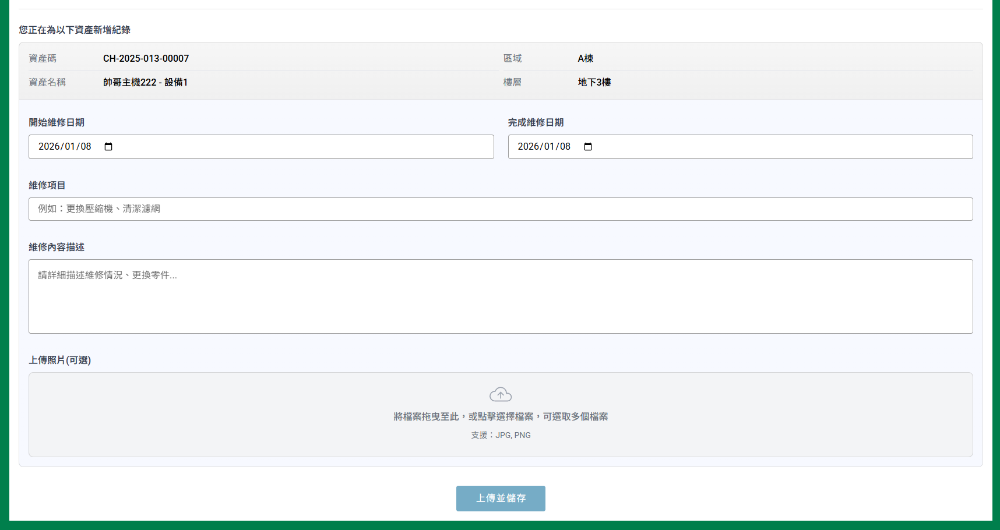 您正在為以下資產新增紀錄
資產碼 CH-2025-013-00007 區域 A棟
資產名稱 帥哥主機222 - 設備1 樓層 地下3樓
開始維修日期 完成維修日期
2026/01/08 2026/01/08
維修項目
例如：更換壓縮機、清潔濾網
維修內容描述
請詳細描述維修情況、更換零件...
上傳照片(可選)
將檔案拖曳至此，或點擊選擇檔案，可選取多個檔案
支援：JPG, PNG
上傳並儲存